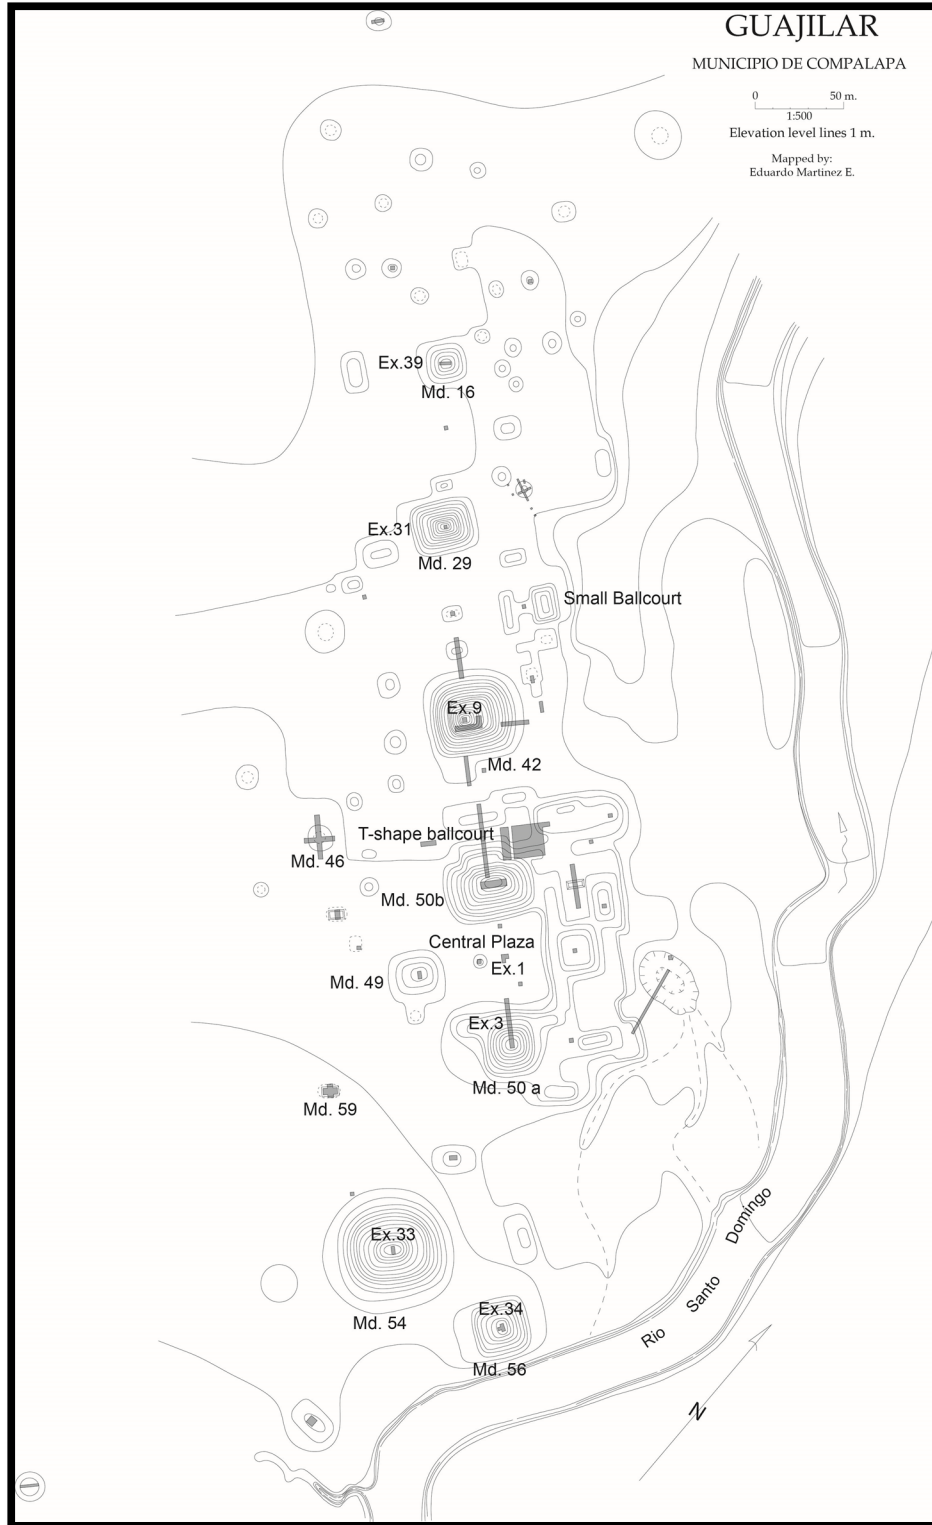 GUAJILAR
MUNICIPIO DE COMPALAPA
0 50 m.
1:500
Elevation level lines 1 m.
Mapped by:
Eduardo Martinez E.
Ex.39
Md. 16
Ex.31
Md. 29
Small Ballcourt
Ex.9
Md. 42
T-shape ballcourt
Md. 46
Md. 50b
Central Plaza
Ex.1
Md. 49
Ex.3
Md. 50 a
Md. 59
Ex.33
Md. 54
Ex.34
Md. 56
Rio Santo Domingo
N